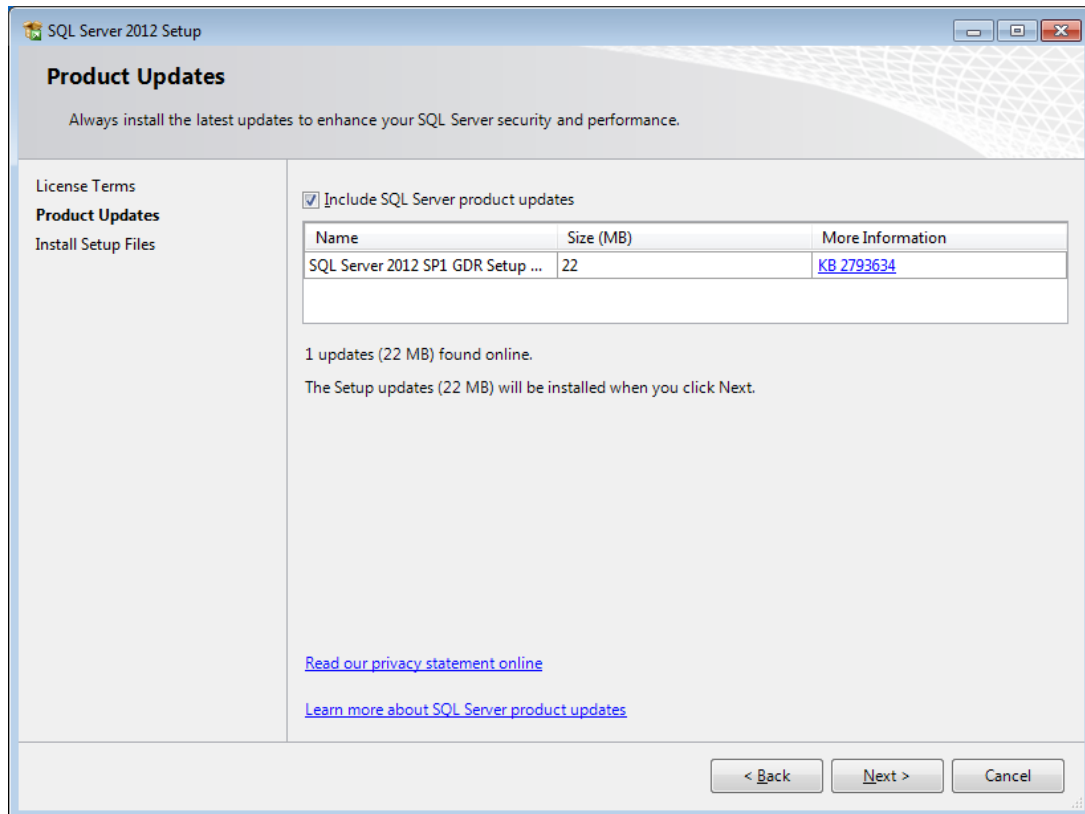 SQL Server 2012 Setup
Product Updates
Always install the latest updates to enhance your SQL Server security and performance.
License Terms
Product Updates
Install Setup Files
Include SQL Server product updates
Name Size (MB) More Information
SQL Server 2012 SP1 GDR Setup ... 22 KB 2793634
1 updates (22 MB) found online.
The Setup updates (22 MB) will be installed when you click Next.
Read our privacy statement online
Learn more about SQL Server product updates
< Back Next > Cancel